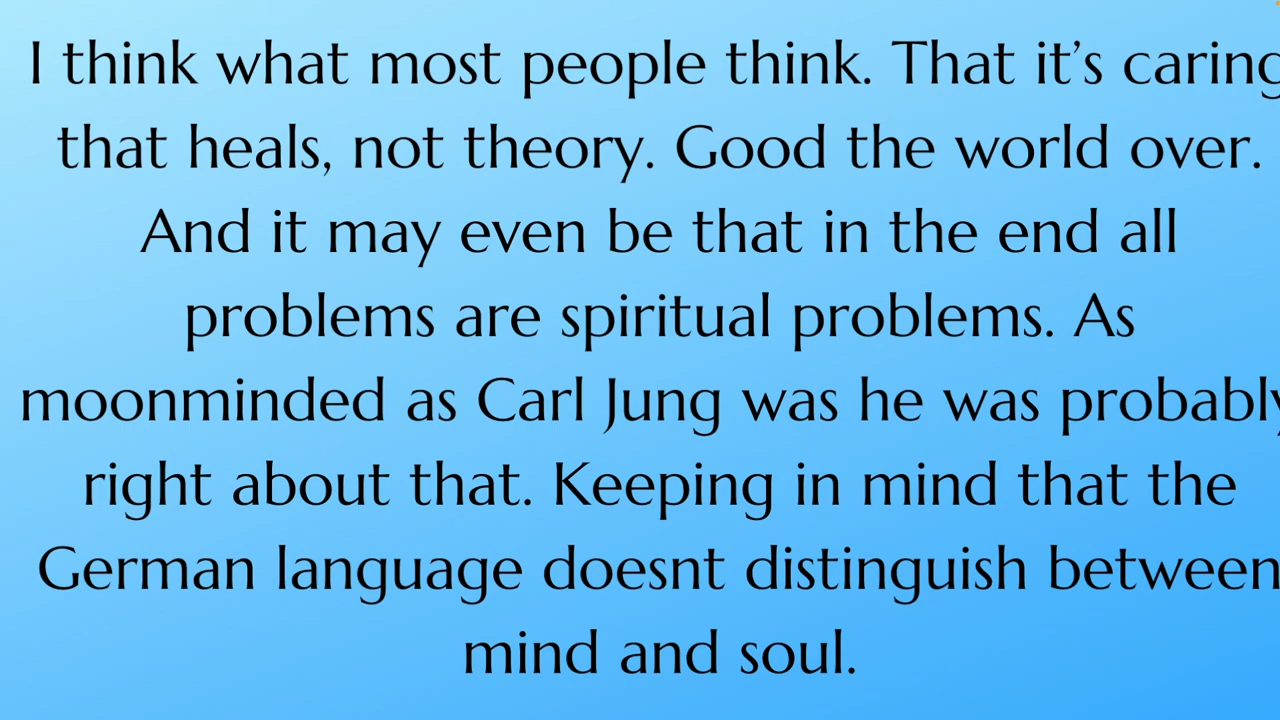 I think what most people think. That it’s caring
that heals, not theory. Good the world over.
And it may even be that in the end all
problems are spiritual problems. As
moonminded as Carl Jung was he was probably
right about that. Keeping in mind that the
German language doesnt distinguish between
mind and soul.